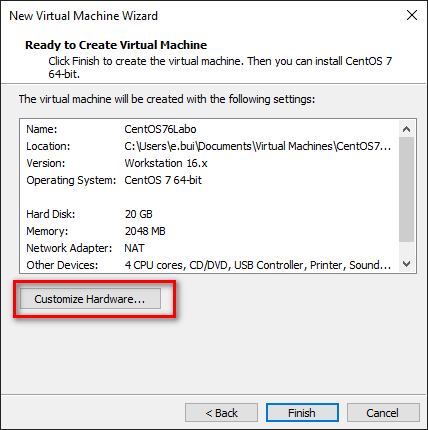 New Virtual Machine Wizard
Ready to Create Virtual Machine
Click Finish to create the virtual machine. Then you can install CentOS 7
64-bit.
The virtual machine will be created with the following settings:
Name: CentOS76Labo
Location: C:\Users\e.bui\Documents\Virtual Machines\CentOS7...
Version: Workstation 16.x
Operating System: CentOS 7 64-bit
Hard Disk: 20 GB
Memory: 2048 MB
Network Adapter: NAT
Other Devices: 4 CPU cores, CD/DVD, USB Controller, Printer, Sound...
Customize Hardware...
< Back Finish Cancel